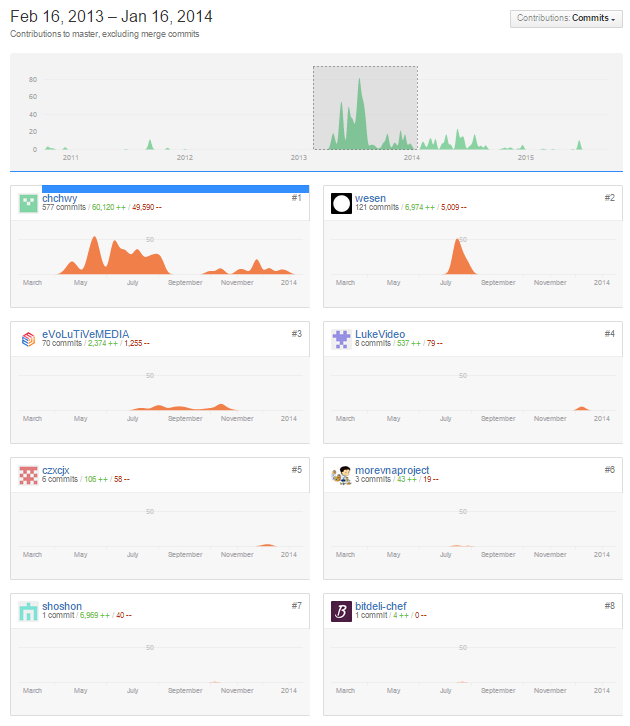 Feb 16, 2013 – Jan 16, 2014
Contributions: Commits
Contributions to master, excluding merge commits
80
60
40
20
0
2011 2012 2013 2014 2015
chchwy #1
577 commits / 60,120 ++ / 49,590 --
50
March May July September November 2014
wesen #2
121 commits / 6,974 ++ / 5,009 --
50
March May July September November 2014
eVoLuTiVeMEDIA #3
70 commits / 2,374 ++ / 1,255 --
50
March May July September November 2014
LukeVideo #4
8 commits / 537 ++ / 79 --
50
March May July September November 2014
czxcjx #5
6 commits / 106 ++ / 58 --
50
March May July September November 2014
morevnaproject #6
3 commits / 43 ++ / 19 --
50
March May July September November 2014
shoshon #7
1 commit / 6,969 ++ / 40 --
50
March May July September November 2014
bitdeli-chef #8
1 commit / 4 ++ / 0 --
50
March May July September November 2014